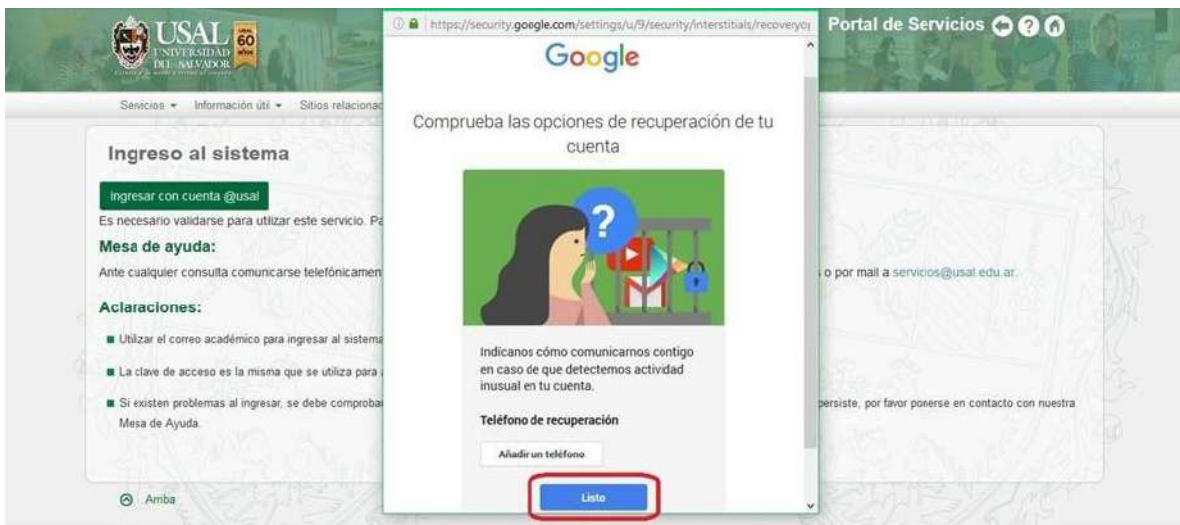 USAL
UNIVERSIDAD
DEL SALVADOR
60
https://security.google.com/settings/u/9/security/interstitials/recoveryop
Portal de Servicios
Servicios
Información útil
Sitios relacionac
Google
Comprueba las opciones de recuperación de tu
cuenta
Ingreso al sistema
Ingresar con cuenta @usal
Es necesario validarse para utilizar este servicio. Pa
Mesa de ayuda:
Ante cualquier consulta comunicarse telefónicamen
s o por mail a servicios@usal.edu.ar.
Aclaraciones:
Utilizar el correo académico para ingresar al sistema
La clave de acceso es la misma que se utiliza para
Si existen problemas al ingresar, se debe comproba
persiste, por favor ponerse en contacto con nuestra
Mesa de Ayuda.
?
Indícanos cómo comunicarnos contigo
en caso de que detectemos actividad
inusual en tu cuenta.
Teléfono de recuperación
Añadir un teléfono
Listo
Arriba